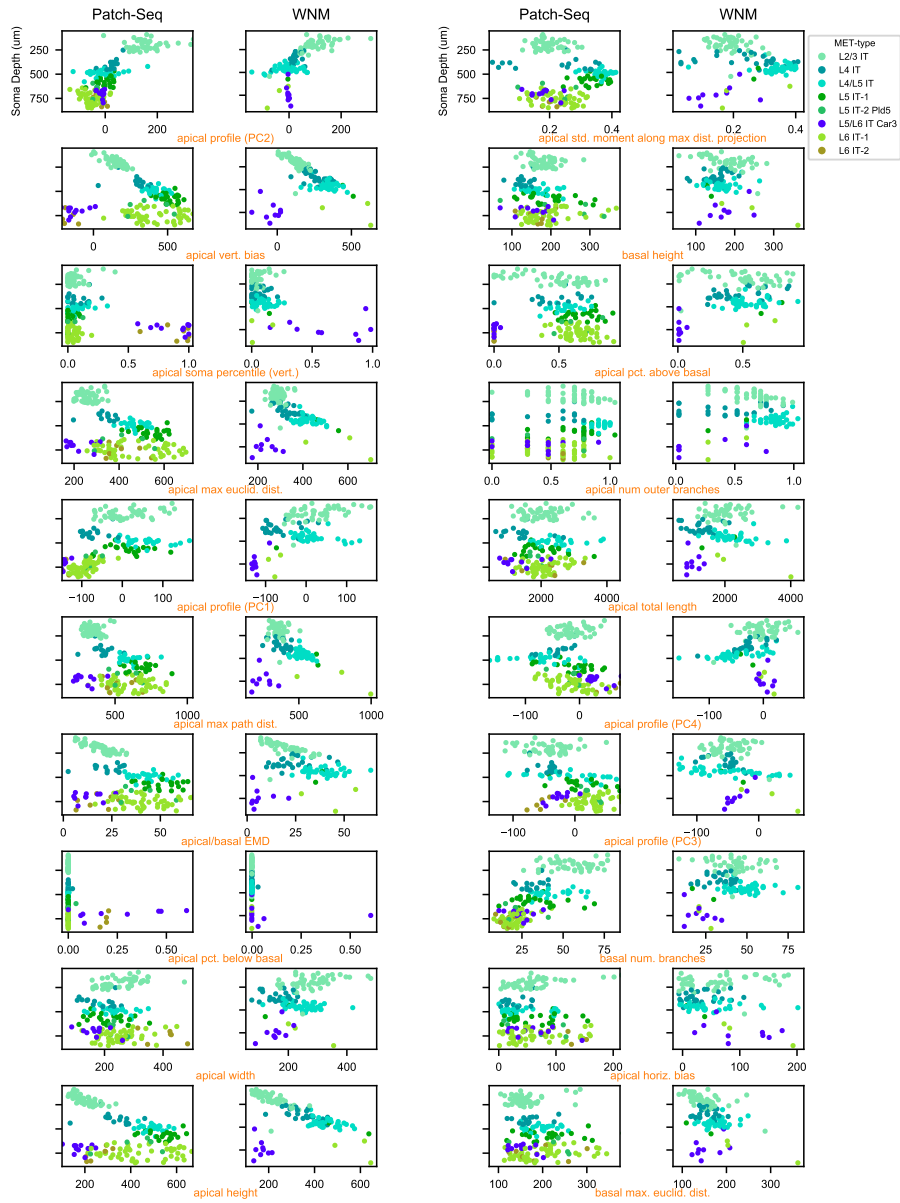 Patch-Seq WNM Patch-Seq WNM
MET-type
L2/3 IT
L4 IT
L4/L5 IT
L5 IT-1
L5 IT-2 Pld5
L5/L6 IT Car3
L6 IT-1
L6 IT-2
Soma Depth (um) 250 500 750 Soma Depth (um)
0 200 0 200 0.2 0.4 0.2 0.4
apical profile (PC2) apical std. moment along max dist. projection
0 500 0 500 100 200 300 100 200 300
apical vert. bias basal height
0.0 0.5 1.0 0.0 0.5 1.0 0.0 0.5 0.0 0.5
apical soma percentile (vert.) apical pct. above basal
200 400 600 200 400 600 0.0 0.5 1.0 0.0 0.5 1.0
apical max euclid. dist. apical num outer branches
−100 0 100 −100 0 100 2000 4000 2000 4000
apical profile (PC1) apical total length
500 1000 500 1000 −100 0 −100 0
apical max path dist. apical profile (PC4)
0 25 50 0 25 50 −100 0 −100 0
apical/basal EMD apical profile (PC3)
0.00 0.25 0.50 0.00 0.25 0.50 25 50 75 25 50 75
apical pct. below basal basal num. branches
200 400 200 400 0 100 200 0 100 200
apical width apical horiz. bias
200 400 600 200 400 600 100 200 300 100 200 300
apical height basal max. euclid. dist.